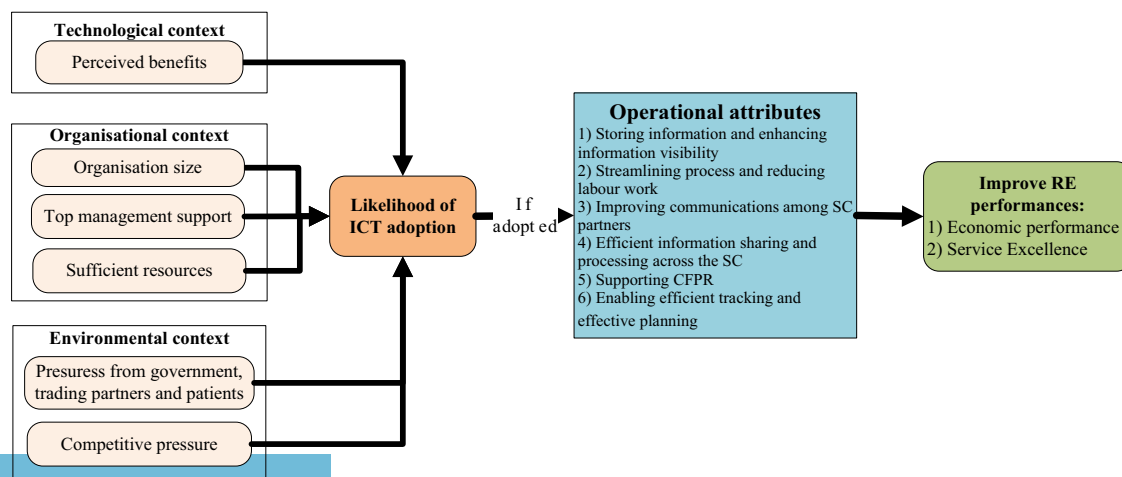 Technological context
Perceived benefits
Organisational context
Organisation size
Top management support
Sufficient resources
Environmental context
Presuress from government,
trading partners and patients
Competitive pressure
Likelihood of
ICT adoption
If
adopted
Operational attributes
1) Storing information and enhancing
information visibility
2) Streamlining process and reducing
labour work
3) Improving communications among SC
partners
4) Efficient information sharing and
processing across the SC
5) Supporting CFPR
6) Enabling efficient tracking and
effective planning
Improve RE
performances:
1) Economic performance
2) Service Excellence